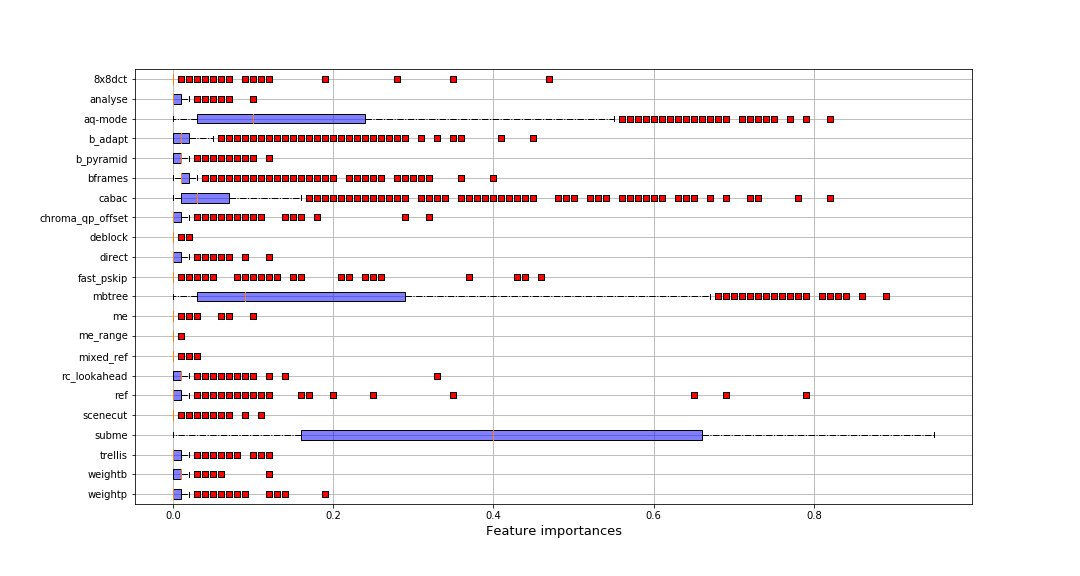 8x8dct
analyse
aq-mode
b_adapt
b_pyramid
bframes
cabac
chroma_qp_offset
deblock
direct
fast_pskip
mbtree
me
me_range
mixed_ref
rc_lookahead
ref
scenecut
subme
trellis
weightb
weightp
0.0 0.2 0.4 0.6 0.8
Feature importances